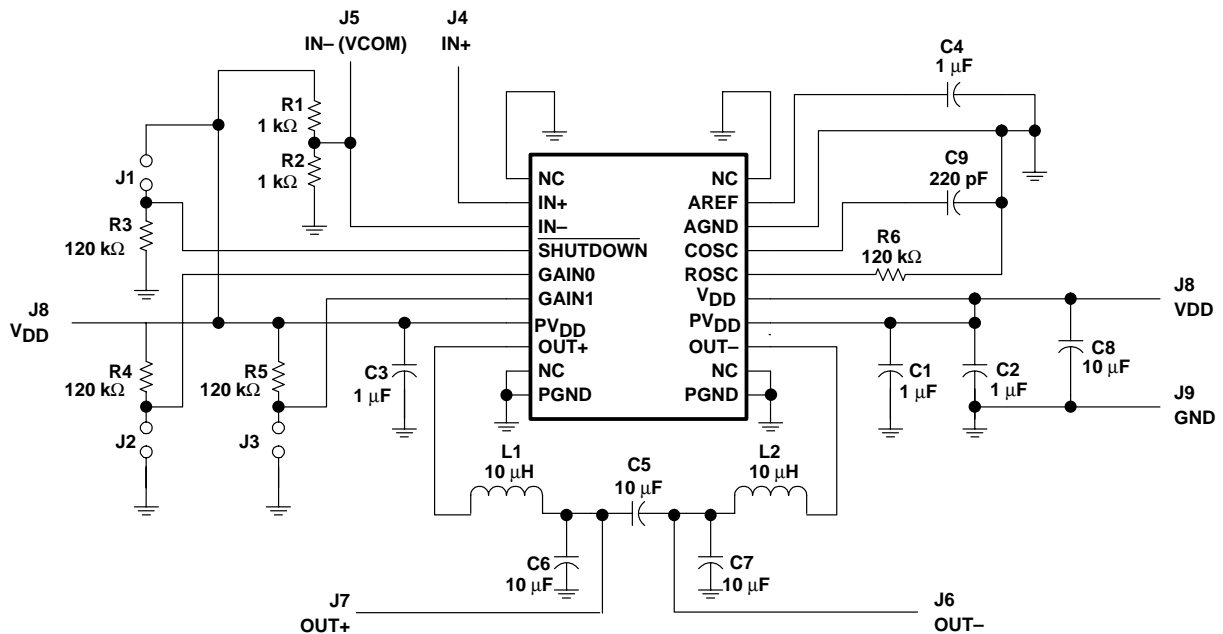 J5
IN– (VCOM)
J4
IN+
C4
1 μF
R1
1 kΩ
R2
1 kΩ
J1
R3
120 kΩ
C9
220 pF
R6
120 kΩ
NC
IN+
IN–
SHUTDOWN
GAIN0
GAIN1
PVDD
OUT+
NC
PGND
NC
AREF
AGND
COSC
ROSC
VDD
PVDD
OUT–
NC
PGND
J8
VDD
J8
VDD
R4
120 kΩ
R5
120 kΩ
C3
1 μF
C1
1 μF
C2
1 μF
C8
10 μF
J9
GND
J2
J3
L1
10 μH
C5
10 μF
L2
10 μH
C6
10 μF
C7
10 μF
J7
OUT+
J6
OUT–